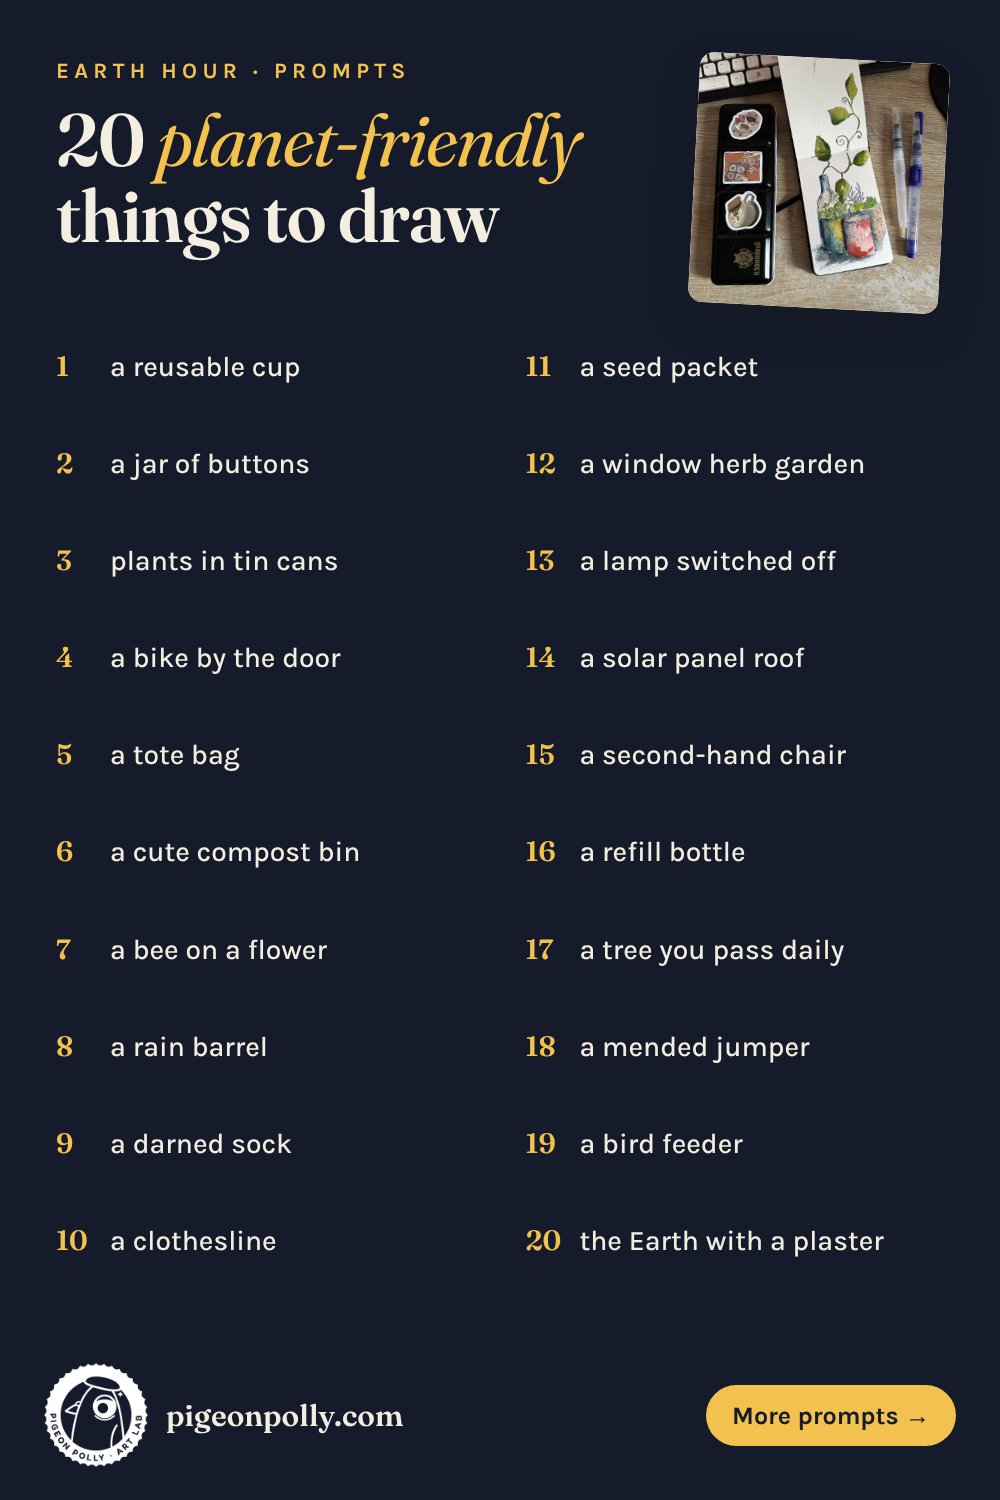 EARTH HOUR · PROMPTS
20 planet-friendly
things to draw
1 a reusable cup
2 a jar of buttons
3 plants in tin cans
4 a bike by the door
5 a tote bag
6 a cute compost bin
7 a bee on a flower
8 a rain barrel
9 a darned sock
10 a clothesline
11 a seed packet
12 a window herb garden
13 a lamp switched off
14 a solar panel roof
15 a second-hand chair
16 a refill bottle
17 a tree you pass daily
18 a mended jumper
19 a bird feeder
20 the Earth with a plaster
PIGEON POLLY · ART LAB
pigeonpolly.com
More prompts →